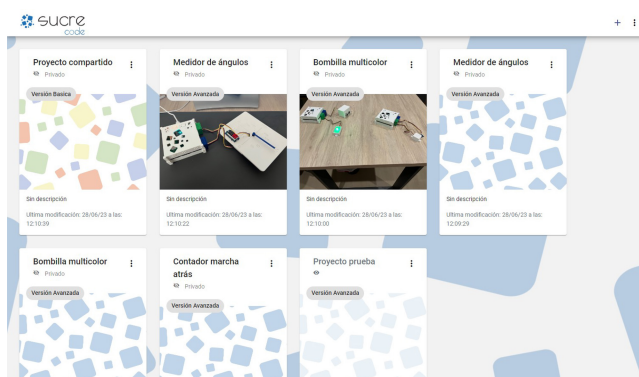 sucre
code
Proyecto compartido
Privado
Versión Basica
Sin descripción
Ultima modificación: 28/06/23 a las:
12:10:39
Medidor de ángulos
Privado
Versión Avanzada
Sin descripción
Ultima modificación: 28/06/23 a las:
12:10:22
Bombilla multicolor
Privado
Versión Avanzada
Sin descripción
Ultima modificación: 28/06/23 a las:
12:10:00
Medidor de ángulos
Privado
Versión Avanzada
Sin descripción
Ultima modificación: 28/06/23 a las:
12:09:29
Bombilla multicolor
Privado
Versión Avanzada
Contador marcha
atrás
Privado
Versión Avanzada
Proyecto prueba
Versión Avanzada